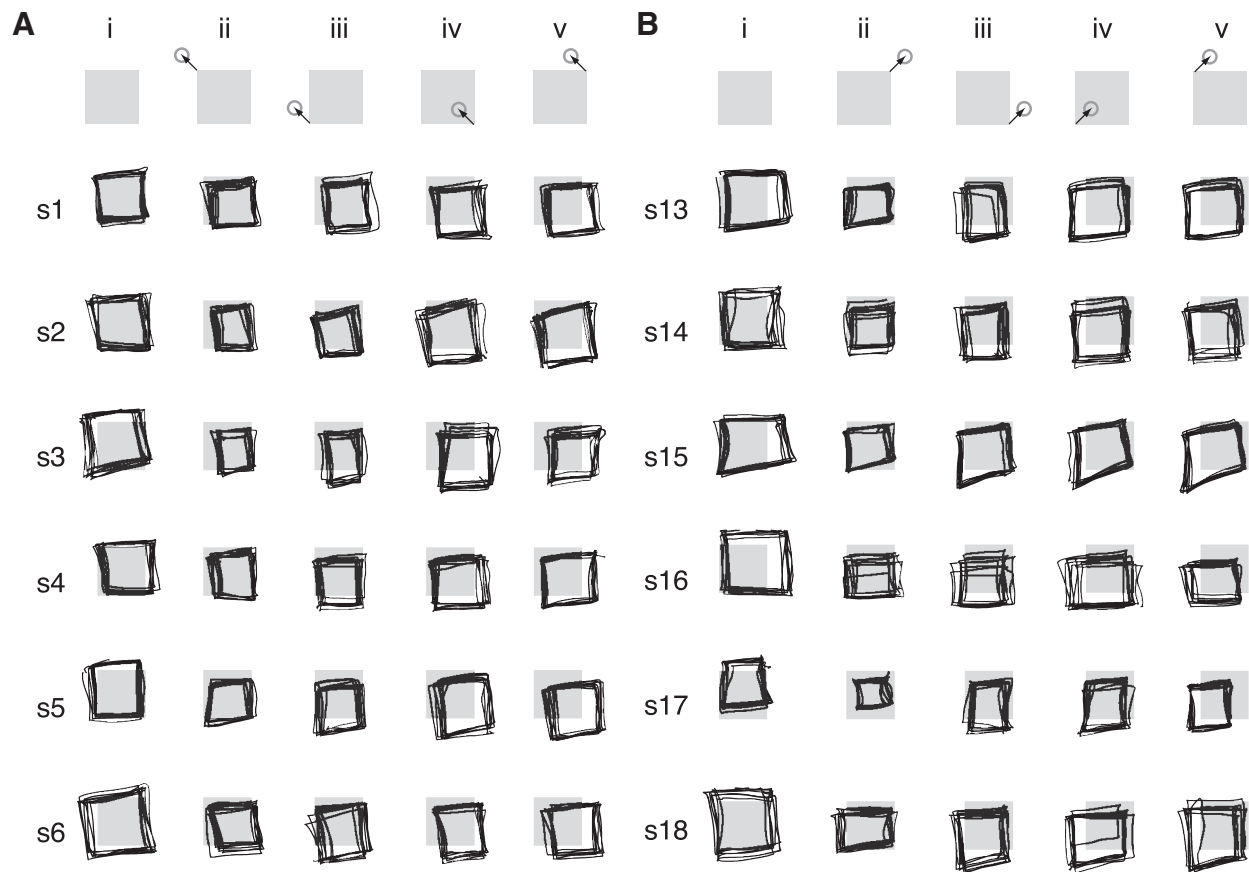 A i ii iii iv v B i ii iii iv v
s1 s13
s2 s14
s3 s15
s4 s16
s5 s17
s6 s18